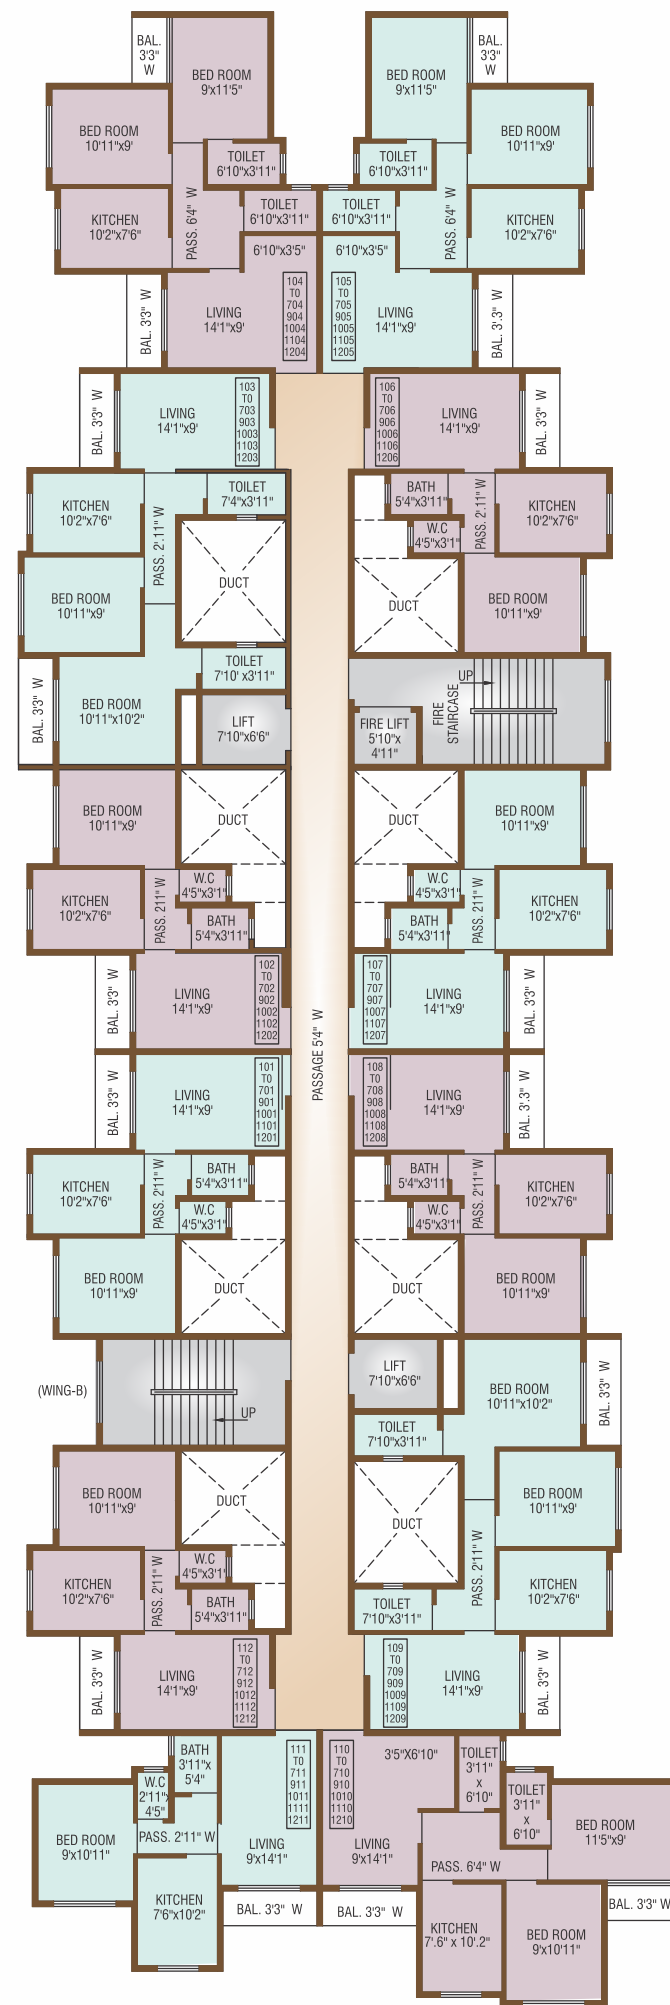 BAL.
3'3"
W
BED ROOM
9'x11'5"
BED ROOM
9'x11'5"
BAL.
3'3"
W
BED ROOM
10'11"x9'
TOILET
6'10"x3'11"
TOILET
6'10"x3'11"
BED ROOM
10'11"x9'
KITCHEN
10'2"x7'6"
PASS. 6'4" W
TOILET
6'10"x3'11"
TOILET
6'10"x3'11"
PASS. 6'4" W
KITCHEN
10'2"x7'6"
6'10"x3'5"
6'10"x3'5"
BAL. 3'3" W
LIVING
14'1"x9'
104
TO
704
904
1004
1104
1204
105
TO
705
905
1005
1105
1205
LIVING
14'1"x9'
BAL. 3'.3" W
BAL. 3'3" W
LIVING
14'1"x9'
103
TO
703
903
1003
1103
1203
106
TO
706
906
1006
1106
1206
LIVING
14'1"x9'
BAL. 3'3" W
KITCHEN
10'2"x7'6"
PASS. 2'.11" W
TOILET
7'4"x3'11"
BATH
5'4"x3'11"
W.C
4'5"x3'1"
PASS. 2'.11" W
KITCHEN
10'2"x7'6"
BED ROOM
10'11"x9'
DUCT
DUCT
BED ROOM
10'11"x9'
BAL. 3'3" W
BED ROOM
10'11"x10'2"
TOILET
7'10' x3'11"
LIFT
7'10"x6'6"
FIRE LIFT
5'10"x
4'11"
FIRE
STAIRCASE
UP
BED ROOM
10'11"x9'
DUCT
DUCT
BED ROOM
10'11"x9'
KITCHEN
10'2"x7'6"
PASS. 211" W
W.C
4'5"x3'1"
BATH
5'4"x3'11"
W.C
4'5"x3'1"
BATH
5'4"x3'11"
PASS. 211" W
KITCHEN
10'2"x7'6"
BAL. 3'3" W
LIVING
14'1"x9'
102
TO
702
902
1002
1102
1202
PASSAGE 5'4" W
107
TO
707
907
1007
1107
1207
LIVING
14'1"x9'
BAL. 3'3" W
BAL. 3'3" W
LIVING
14'1"x9'
101
TO
701
901
1001
1101
1201
108
TO
708
908
1008
1108
1208
LIVING
14'1"x9'
BAL. 3'.3" W
KITCHEN
10'2"x7'6"
PASS. 2'11" W
BATH
5'4"x3'11"
W.C
4'5"x3'1"
BATH
5'4"x3'11"
W.C
4'5"x3'1"
PASS. 2'11" W
KITCHEN
10'2"x7'6"
BED ROOM
10'11"x9'
DUCT
DUCT
BED ROOM
10'11"x9'
(WING-B)
UP
LIFT
7'10"x6'6"
BED ROOM
10'11"x10'2"
BAL. 3'3" W
TOILET
7'10"x3'11"
BED ROOM
10'11"x9'
DUCT
DUCT
BED ROOM
10'11"x9'
KITCHEN
10'2"x7'6"
PASS. 2'11" W
W.C
4'5"x3'1"
BATH
5'4"x3'11"
TOILET
7'10"x3'11"
PASS. 2'11" W
KITCHEN
10'2"x7'6"
BAL. 3'3" W
LIVING
14'1"x9'
112
TO
712
912
1012
1112
1212
109
TO
709
909
1009
1109
1209
LIVING
14'1"x9'
BAL. 3'3" W
BATH
3'11"x
5'4"
W.C
2'11"x
4'5"
111
TO
711
911
1011
1111
1211
110
TO
710
910
1010
1110
1210
3'5"X6'10"
TOILET
3'11"
x
6'10"
TOILET
3'11"
x
6'10"
BED ROOM
11'5"x9'
BED ROOM
9'x10'11"
PASS. 2'11" W
LIVING
9'x14'1"
LIVING
9'x14'1"
PASS. 6'4" W
KITCHEN
7'6"x10'2"
BAL. 3'3" W
BAL. 3'3" W
KITCHEN
7'.6" x 10'.2"
BED ROOM
9'x10'11"
BAL. 3'3" W